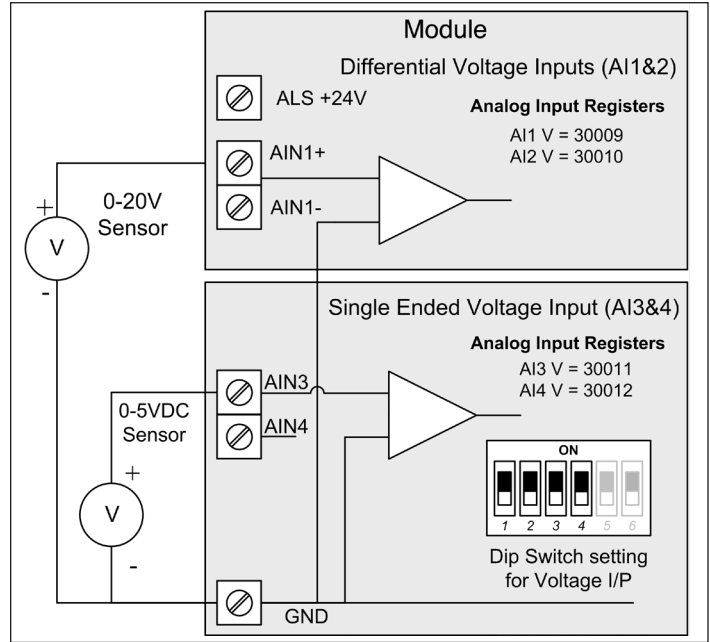 Module
Differential Voltage Inputs (AI1&2)
ALS +24V
Analog Input Registers
AI1 V = 30009
AI2 V = 30010
AIN1+
AIN1-
+
0-20V
Sensor
V
-
Single Ended Voltage Input (AI3&4)
Analog Input Registers
AI3 V = 30011
AI4 V = 30012
AIN3
AIN4
0-5VDC
Sensor
+
V
-
ON
1 2 3 4 5 6
Dip Switch setting
for Voltage I/P
GND